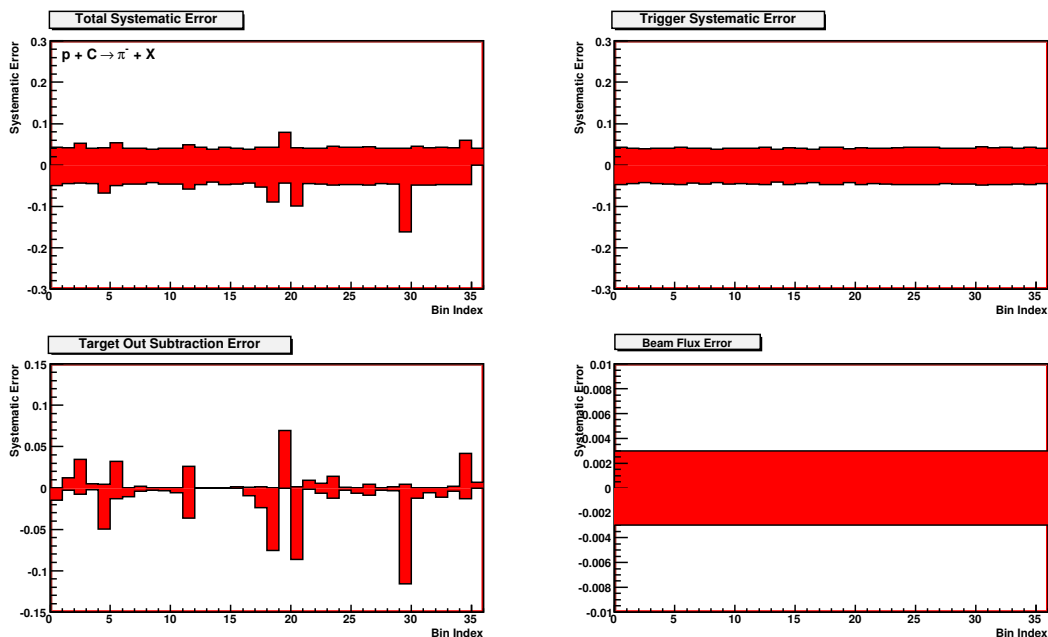 Total Systematic Error
Systematic Error
0.3
0.2
0.1
0
-0.1
-0.2
-0.3
p + C → π⁻ + X
0 5 10 15 20 25 30 35
Bin Index
Trigger Systematic Error
Systematic Error
0.3
0.2
0.1
0
-0.1
-0.2
-0.3
0 5 10 15 20 25 30 35
Bin Index
Target Out Subtraction Error
Systematic Error
0.15
0.1
0.05
0
-0.05
-0.1
-0.15
0 5 10 15 20 25 30 35
Bin Index
Beam Flux Error
Systematic Error
0.01
0.008
0.006
0.004
0.002
0
-0.002
-0.004
-0.006
-0.008
-0.01
0 5 10 15 20 25 30 35
Bin Index